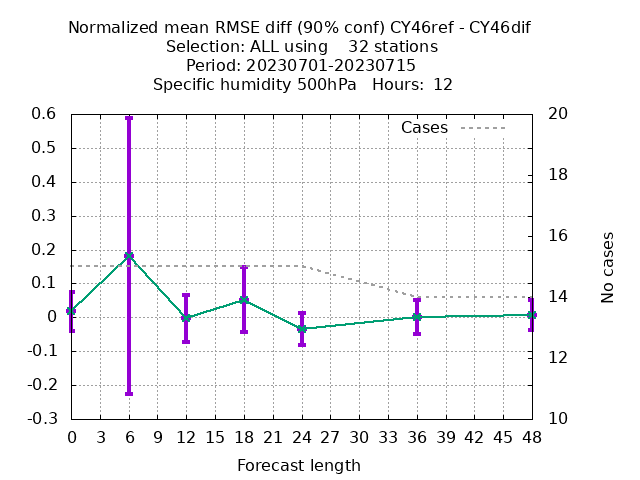 Normalized mean RMSE diff (90% conf) CY46ref - CY46dif
Selection: ALL using    32 stations
Period: 20230701-20230715
Specific humidity 500hPa   Hours:  12
Cases
0.6
0.5
0.4
0.3
0.2
0.1
0
-0.1
-0.2
-0.3
20
18
16
14
12
10
No cases
0 3 6 9 12 15 18 21 24 27 30 33 36 39 42 45 48
Forecast length